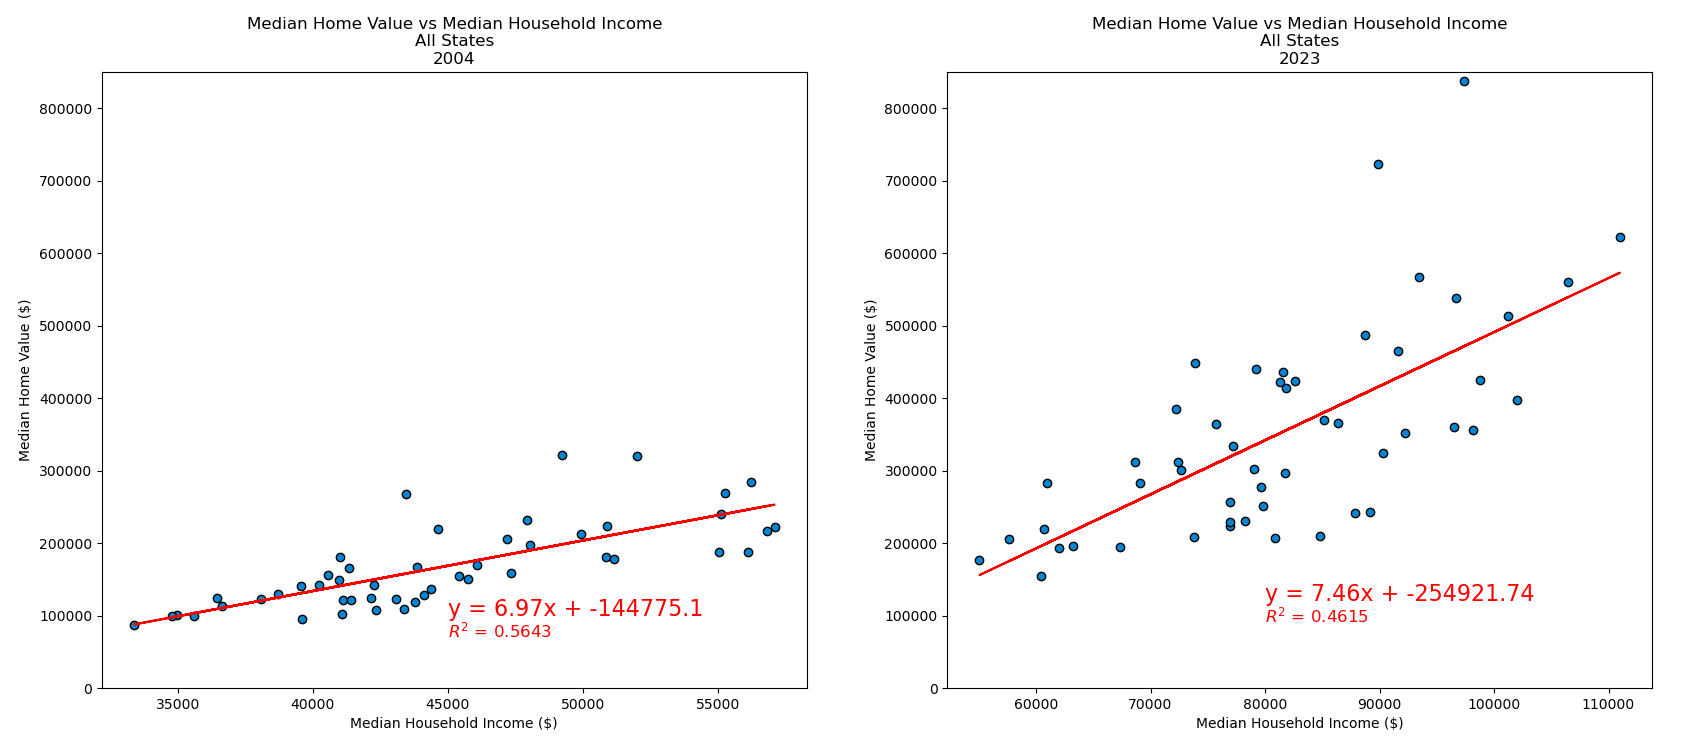 Median Home Value vs Median Household Income
All States
2004
800000
700000
600000
500000
400000
300000
200000
100000
0
Median Home Value ($)
y = 6.97x + -144775.1
R² = 0.5643
35000 40000 45000 50000 55000
Median Household Income ($)
Median Home Value vs Median Household Income
All States
2023
800000
700000
600000
500000
400000
300000
200000
100000
0
Median Home Value ($)
y = 7.46x + -254921.74
R² = 0.4615
60000 70000 80000 90000 100000 110000
Median Household Income ($)